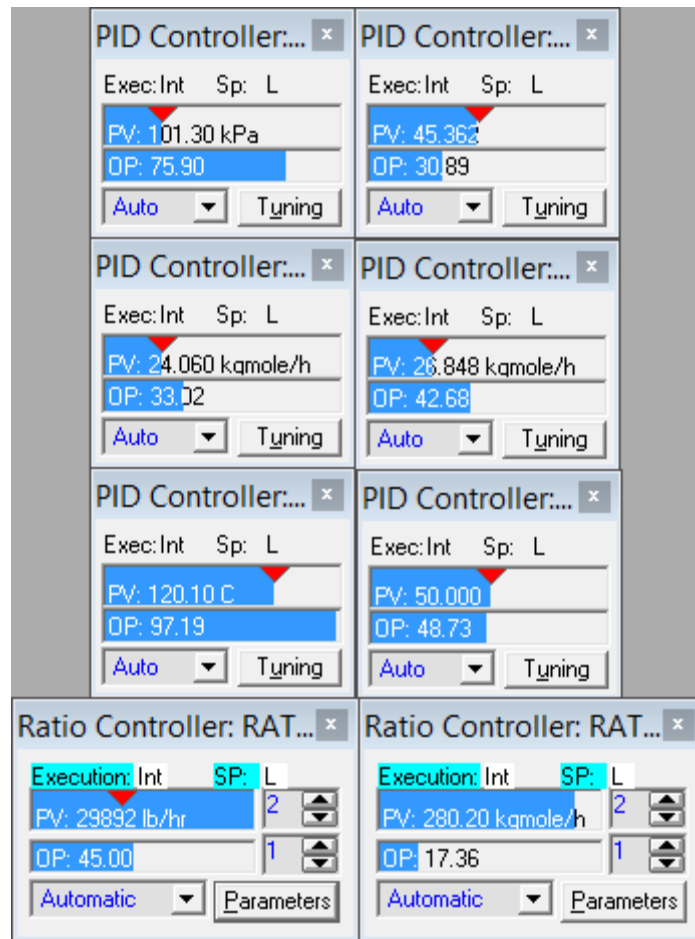 PID Controller:... x
Exec: Int Sp: L
PV: 101.30 kPa
OP: 75.90
Auto Tuning
PID Controller:... x
Exec: Int Sp: L
PV: 45.362
OP: 30.89
Auto Tuning
PID Controller:... x
Exec: Int Sp: L
PV: 24.060 kgmole/h
OP: 33.02
Auto Tuning
PID Controller:... x
Exec: Int Sp: L
PV: 26.848 kgmole/h
OP: 42.68
Auto Tuning
PID Controller:... x
Exec: Int Sp: L
PV: 120.10 C
OP: 97.19
Auto Tuning
PID Controller:... x
Exec: Int Sp: L
PV: 50.000
OP: 48.73
Auto Tuning
Ratio Controller: RAT... x
Execution: Int SP: L
PV: 29892 lb/hr 2
OP: 45.00 1
Automatic Parameters
Ratio Controller: RAT... x
Execution: Int SP: L
PV: 280.20 kgmole/h 2
OP: 17.36 1
Automatic Parameters